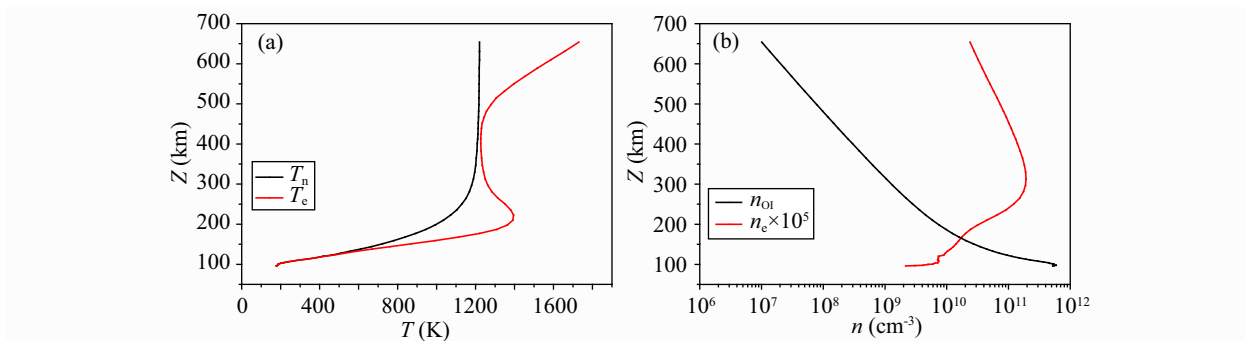 (a)
700
600
500
400
300
200
100
Z (km)
Tn
Te
0
400
800
1200
1600
T (K)
(b)
700
600
500
400
300
200
100
Z (km)
nOI
ne×10⁵
10⁶
10⁷
10⁸
10⁹
10¹⁰
10¹¹
10¹²
n (cm⁻³)